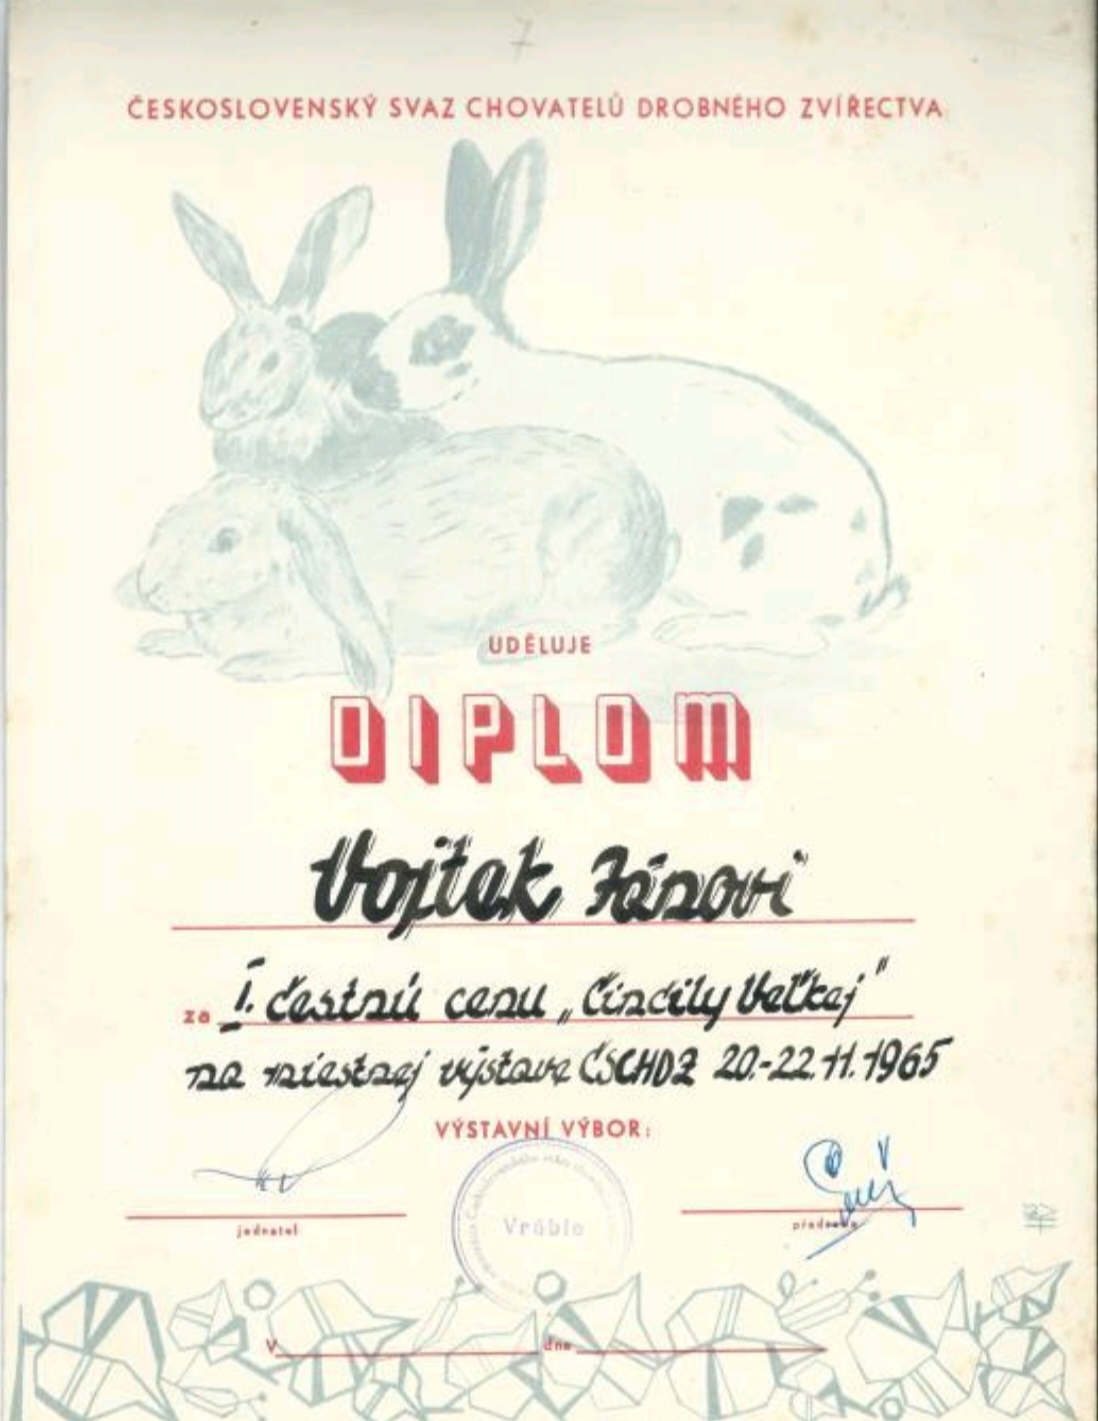 7
ČESKOSLOVENSKÝ SVAZ CHOVATELŮ DROBNÉHO ZVÍŘECTVA
UDĚLUJE
DIPLOM
Vojtek Jánovi
za I. čestnú cenu „Činčily Veľkej"
na miestnej výstave ČSCHDZ 20.-22.11.1965
VÝSTAVNÍ VÝBOR:
Vráble
jednatel
předseda
V dne